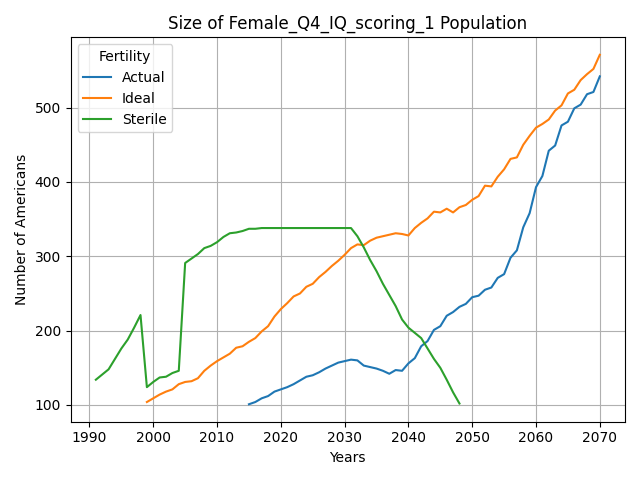 Size of Female_Q4_IQ_scoring_1 Population
Fertility
Actual
Ideal
Sterile
Number of Americans
500
400
300
200
100
1990 2000 2010 2020 2030 2040 2050 2060 2070
Years